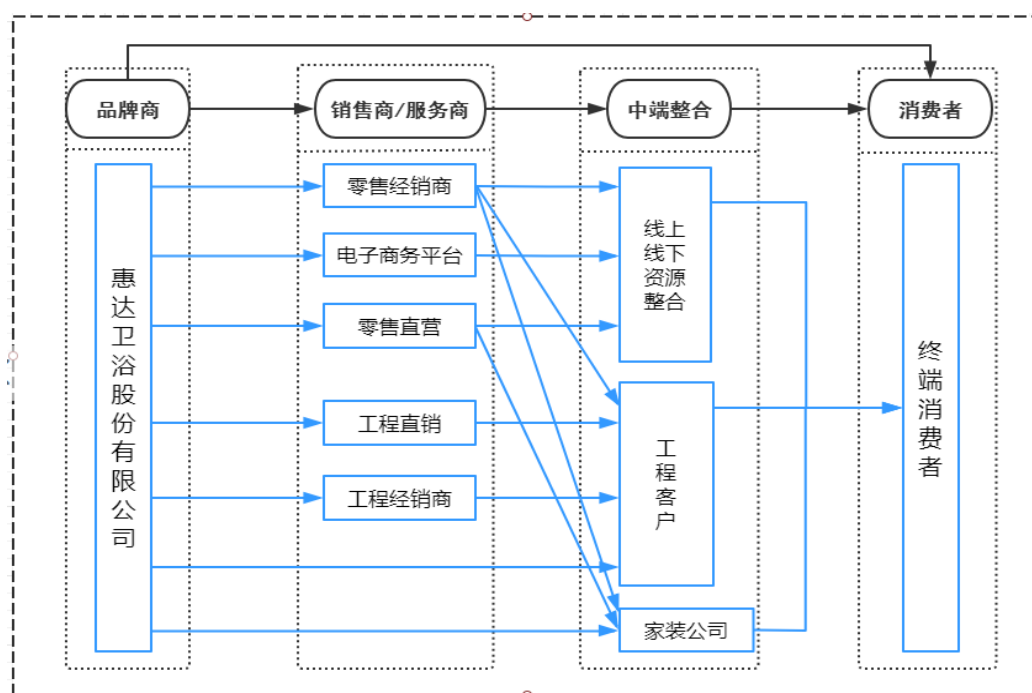 品牌商
销售商/服务商
中端整合
消费者
惠达卫浴股份有限公司
零售经销商
电子商务平台
零售直营
工程直销
工程经销商
线上
线下
资源
整合
工程客户
家装公司
终端消费者